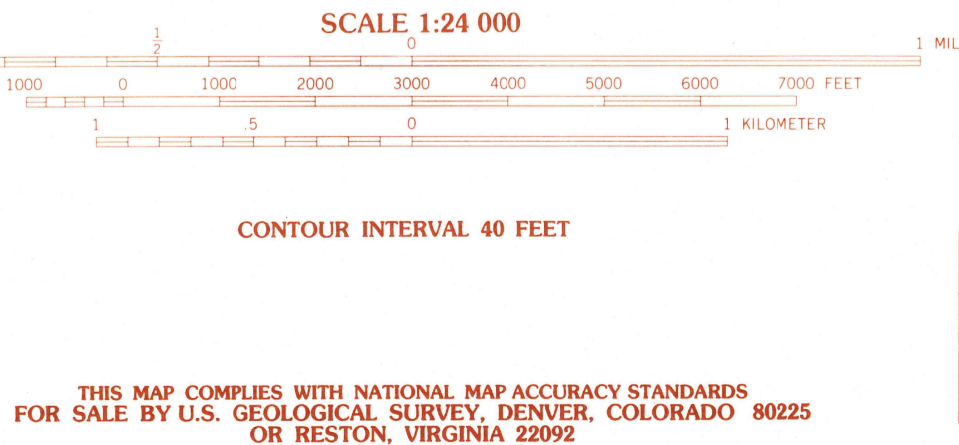 SCALE 1:24 000
1/2 0 1 MIL
1000 0 1000 2000 3000 4000 5000 6000 7000 FEET
1 .5 0 1 KILOMETER
CONTOUR INTERVAL 40 FEET
THIS MAP COMPLIES WITH NATIONAL MAP ACCURACY STANDARDS
FOR SALE BY U.S. GEOLOGICAL SURVEY, DENVER, COLORADO 80225
OR RESTON, VIRGINIA 22092